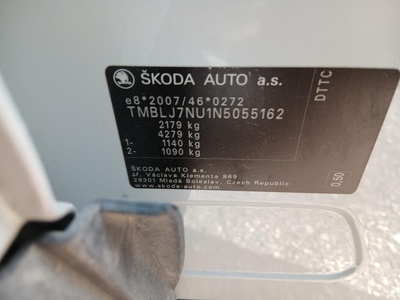 ŠKODA AUTO a.s.
e8*2007/46*0272
TMBLJ7NU1N5055162
2179 kg
4279 kg
1- 1140 kg
2- 1090 kg
ŠKODA AUTO a.s.
tř. Václava Klementa 869
29301 Mladá Boleslav, Czech Republic
www.skoda-auto.com
DTTC
0,50